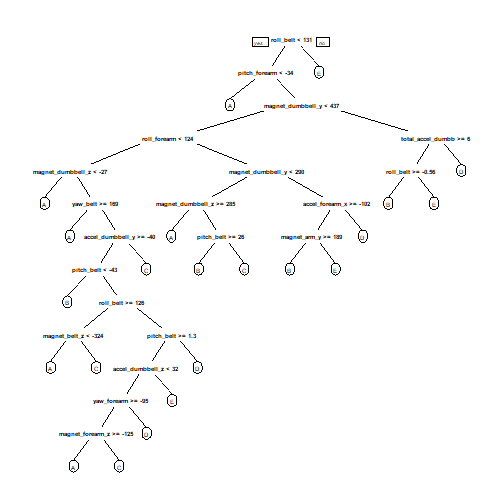 yes roll_belt < 131 no
pitch_forearm < -34 E
A magnet_dumbbell_y < 437
roll_forearm < 124 total_accel_dumbb >= 6
magnet_dumbbell_z < -27 magnet_dumbbell_y < 290 roll_belt >= -0.56 D
A yaw_belt >= 169 magnet_dumbbell_z >= 285 accel_forearm_x >= -102 B E
A accel_dumbbell_y >= -40 A pitch_belt >= 26 magnet_arm_y >= 189 D
pitch_belt < -43 C B C B E
B roll_belt >= 126
magnet_belt_z < -324 pitch_belt >= 1.3
A C accel_dumbbell_z < 32 D
yaw_forearm >= -95 E
magnet_forearm_z >= -125 D
A C